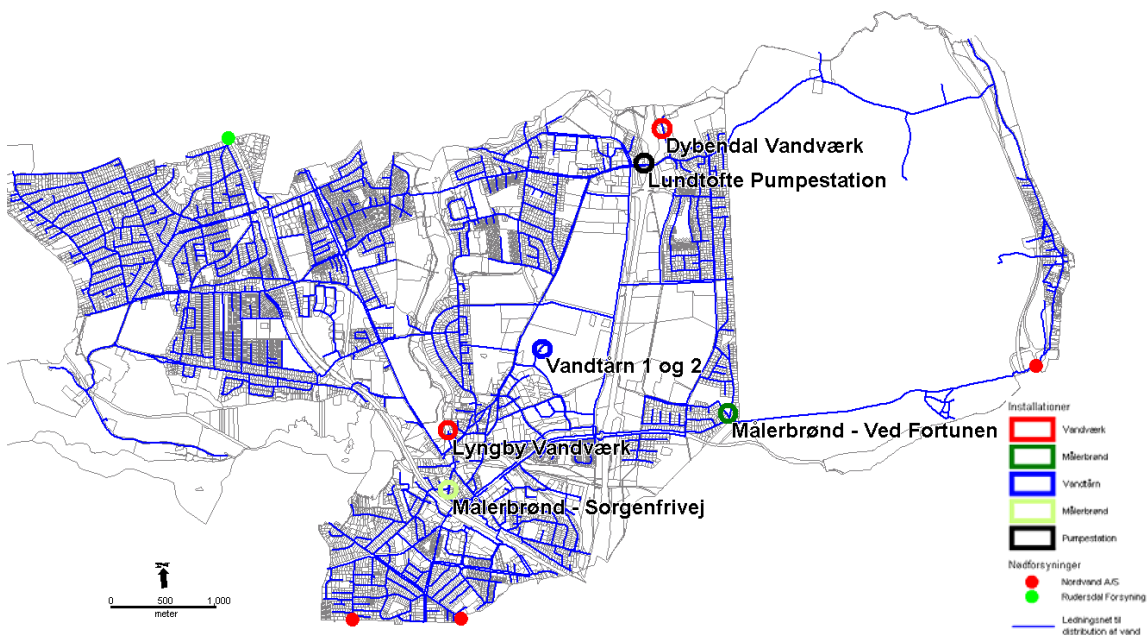 Dybendal Vandværk
Lundtofte Pumpestation
Vandtårn 1 og 2
Målerbrønd - Ved Fortunen
Lyngby Vandværk
Målerbrønd - Sorgenfrivej
0 500 1,000
meter
Installationer
Vandværk
Målerbrønd
Vandtårn
Målerbrønd
Pumpestation
Nødforsyninger
Nordvand A/S
Rudersdal Forsyning
Ledningsnet til
distribution af vand